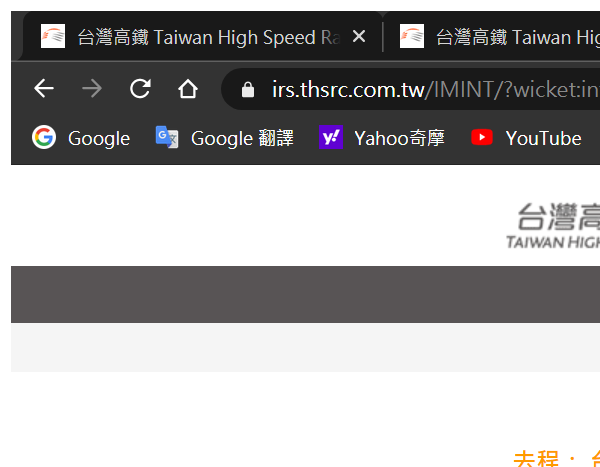 台灣高鐵 Taiwan High Speed Ra 台灣高鐵 Taiwan Hig
irs.thsrc.com.tw/IMINT/?wicket:in
Google Google 翻譯 Yahoo奇摩 YouTube
台灣高
TAIWAN HIGH
去程： 台